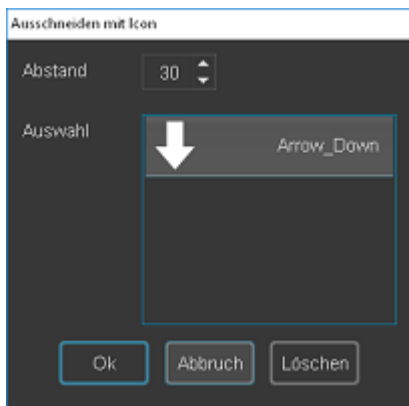 Ausschneiden mit Icon
Abstand 30
Auswahl
Arrow_Down
Ok Abbruch Löschen